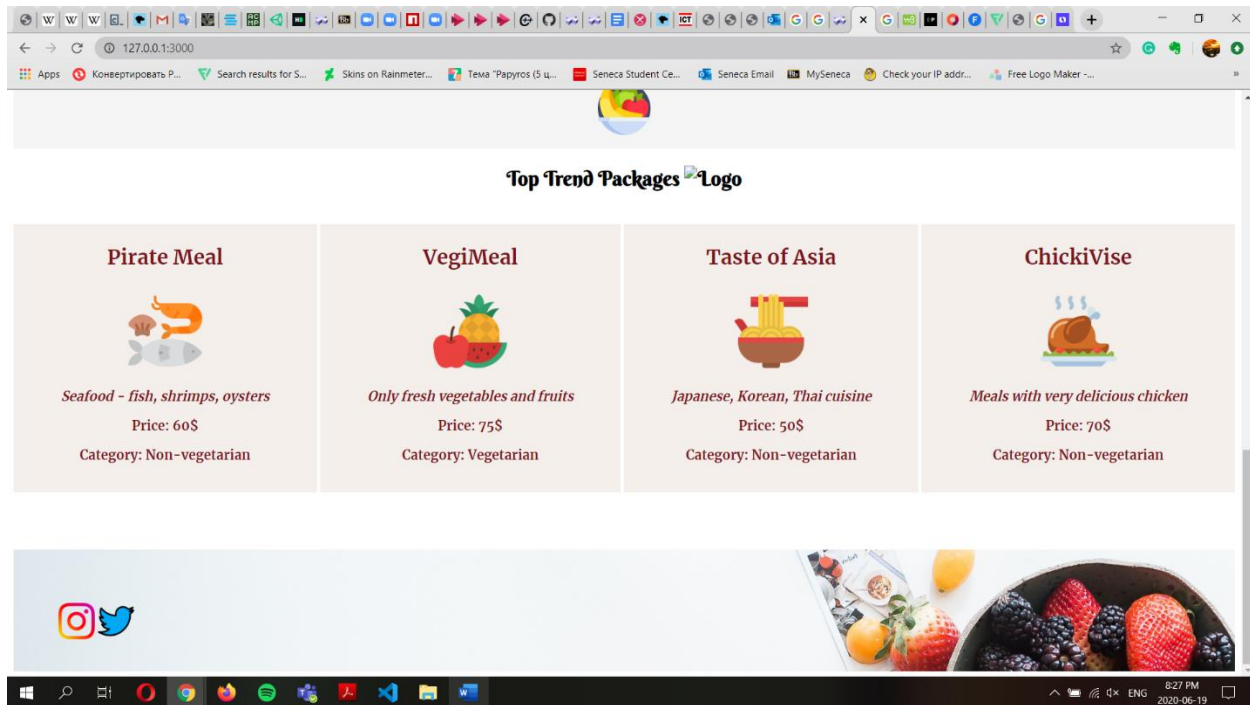 127.0.0.1:3000
Apps
Конвертировать P...
Search results for S...
Skins on Rainmeter...
Тема "Papyros (5 ц...
Seneca Student Ce...
Seneca Email
MySeneca
Check your IP addr...
Free Logo Maker -...
Top Trend Packages Logo
Pirate Meal
VegiMeal
Taste of Asia
ChickiVise
Seafood - fish, shrimps, oysters
Only fresh vegetables and fruits
Japanese, Korean, Thai cuisine
Meals with very delicious chicken
Price: 60$
Price: 75$
Price: 50$
Price: 70$
Category: Non-vegetarian
Category: Vegetarian
Category: Non-vegetarian
Category: Non-vegetarian
ENG
8:27 PM
2020-06-19